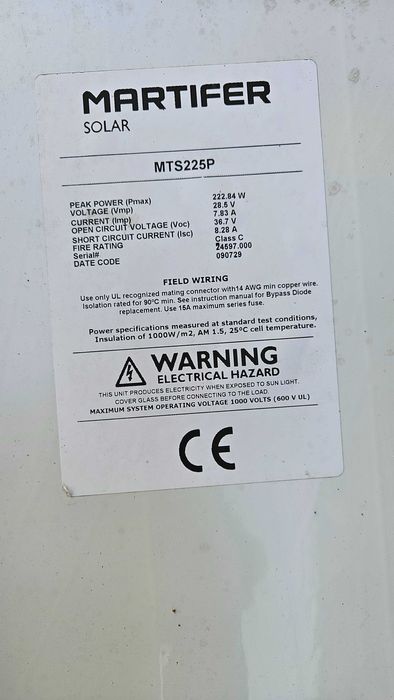 MARTIFER
SOLAR
MTS225P
PEAK POWER (Pmax) 222.84 W
VOLTAGE (Vmp) 28.5 V
CURRENT (Imp) 7.83 A
OPEN CIRCUIT VOLTAGE (Voc) 36.7 V
SHORT CIRCUIT CURRENT (Isc) 8.28 A
FIRE RATING Class C
Serial# 24597.000
DATE CODE 090729
FIELD WIRING
Use only UL recognized mating connector with14 AWG min copper wire.
Isolation rated for 90°C min. See instruction manual for Bypass Diode
replacement. Use 15A maximum series fuse.
Power specifications measured at standard test conditions,
Insulation of 1000W/m2, AM 1.5, 25°C cell temperature.
WARNING
ELECTRICAL HAZARD
THIS UNIT PRODUCES ELECTRICITY WHEN EXPOSED TO SUN LIGHT.
COVER GLASS BEFORE CONNECTING TO THE LOAD.
MAXIMUM SYSTEM OPERATING VOLTAGE 1000 VOLTS (600 V UL)
CE